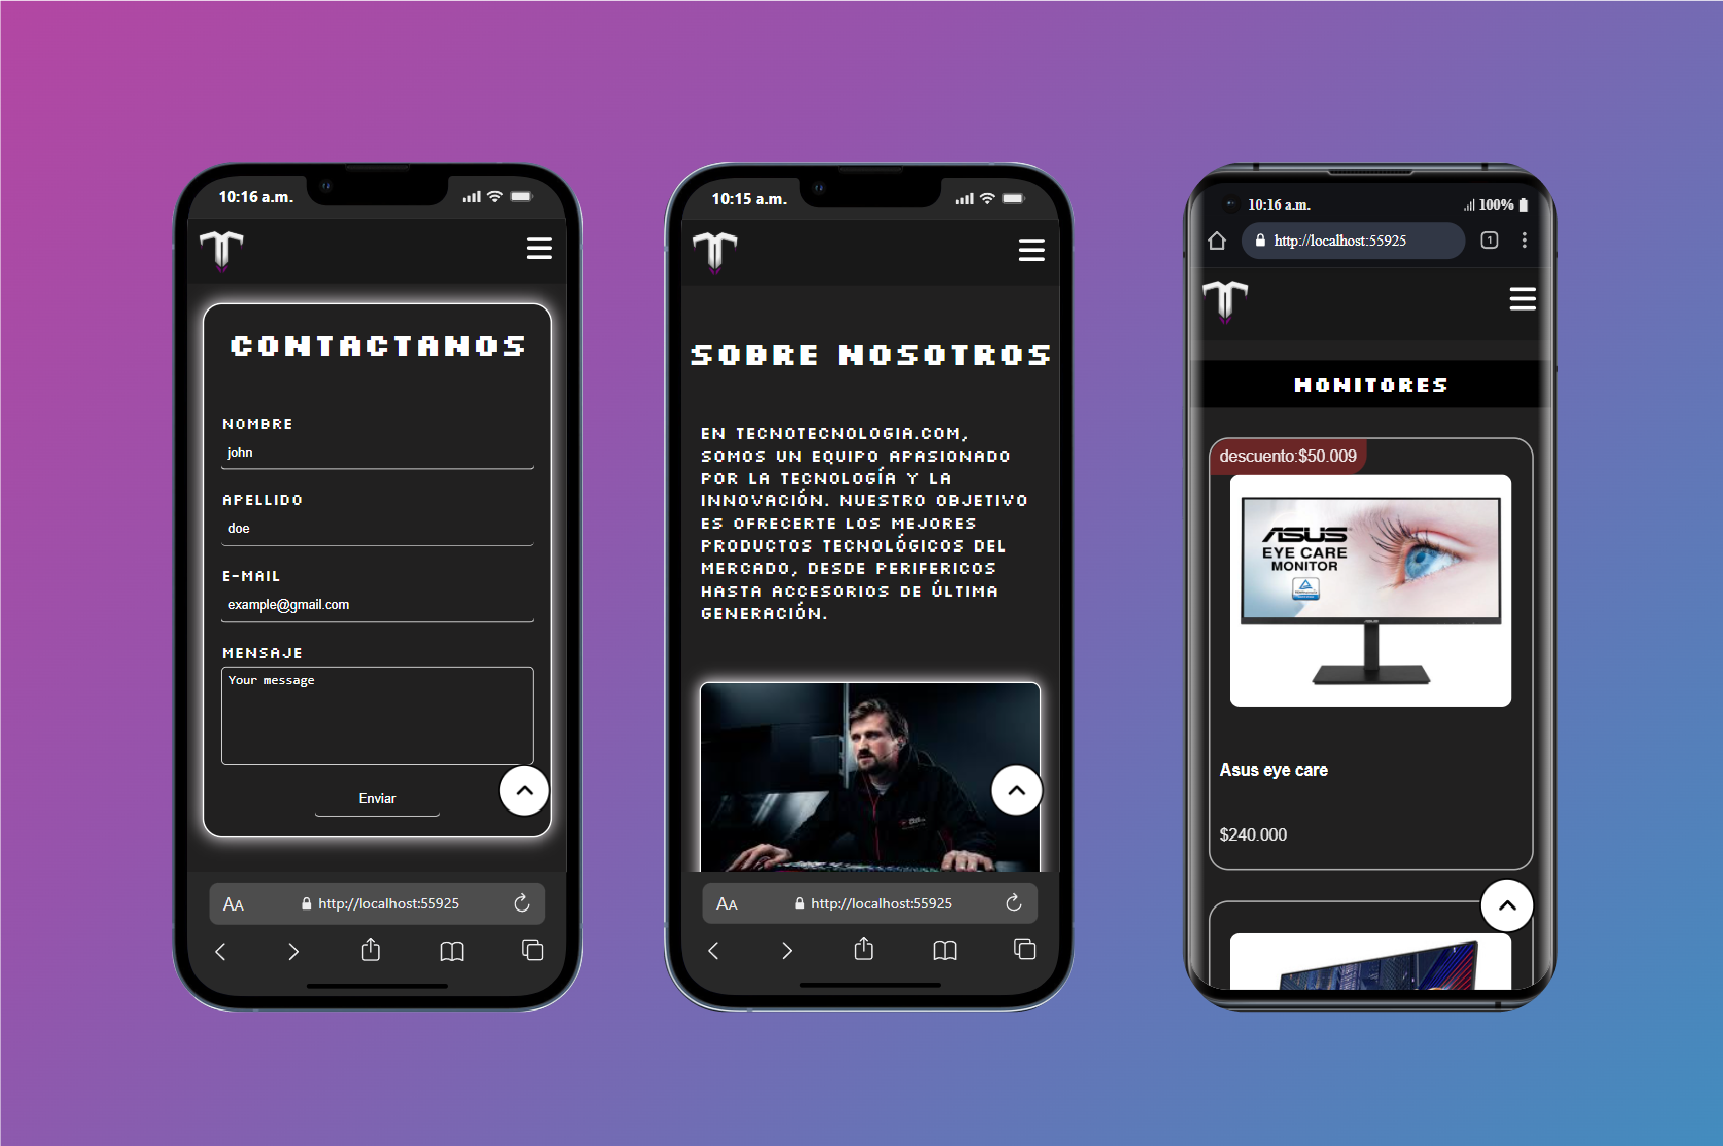 10:16 a.m.
CONTACTANOS
NOMBRE
john
APELLIDO
doe
E-MAIL
example@gmail.com
MENSAJE
Your message
Enviar
AA
http://localhost:55925
10:15 a.m.
SOBRE NOSOTROS
EN TECNOTECNOLOGIA.COM,
SOMOS UN EQUIPO APASIONADO
POR LA TECNOLOGÍA Y LA
INNOVACIÓN. NUESTRO OBJETIVO
ES OFRECERTE LOS MEJORES
PRODUCTOS TECNOLÓGICOS DEL
MERCADO, DESDE PERIFERICOS
HASTA ACCESORIOS DE ÚLTIMA
GENERACIÓN.
AA
http://localhost:55925
10:16 a.m.
100%
http://localhost:55925
1
MONITORES
descuento:$50.009
ASUS
EYE CARE
MONITOR
Asus eye care
$240.000